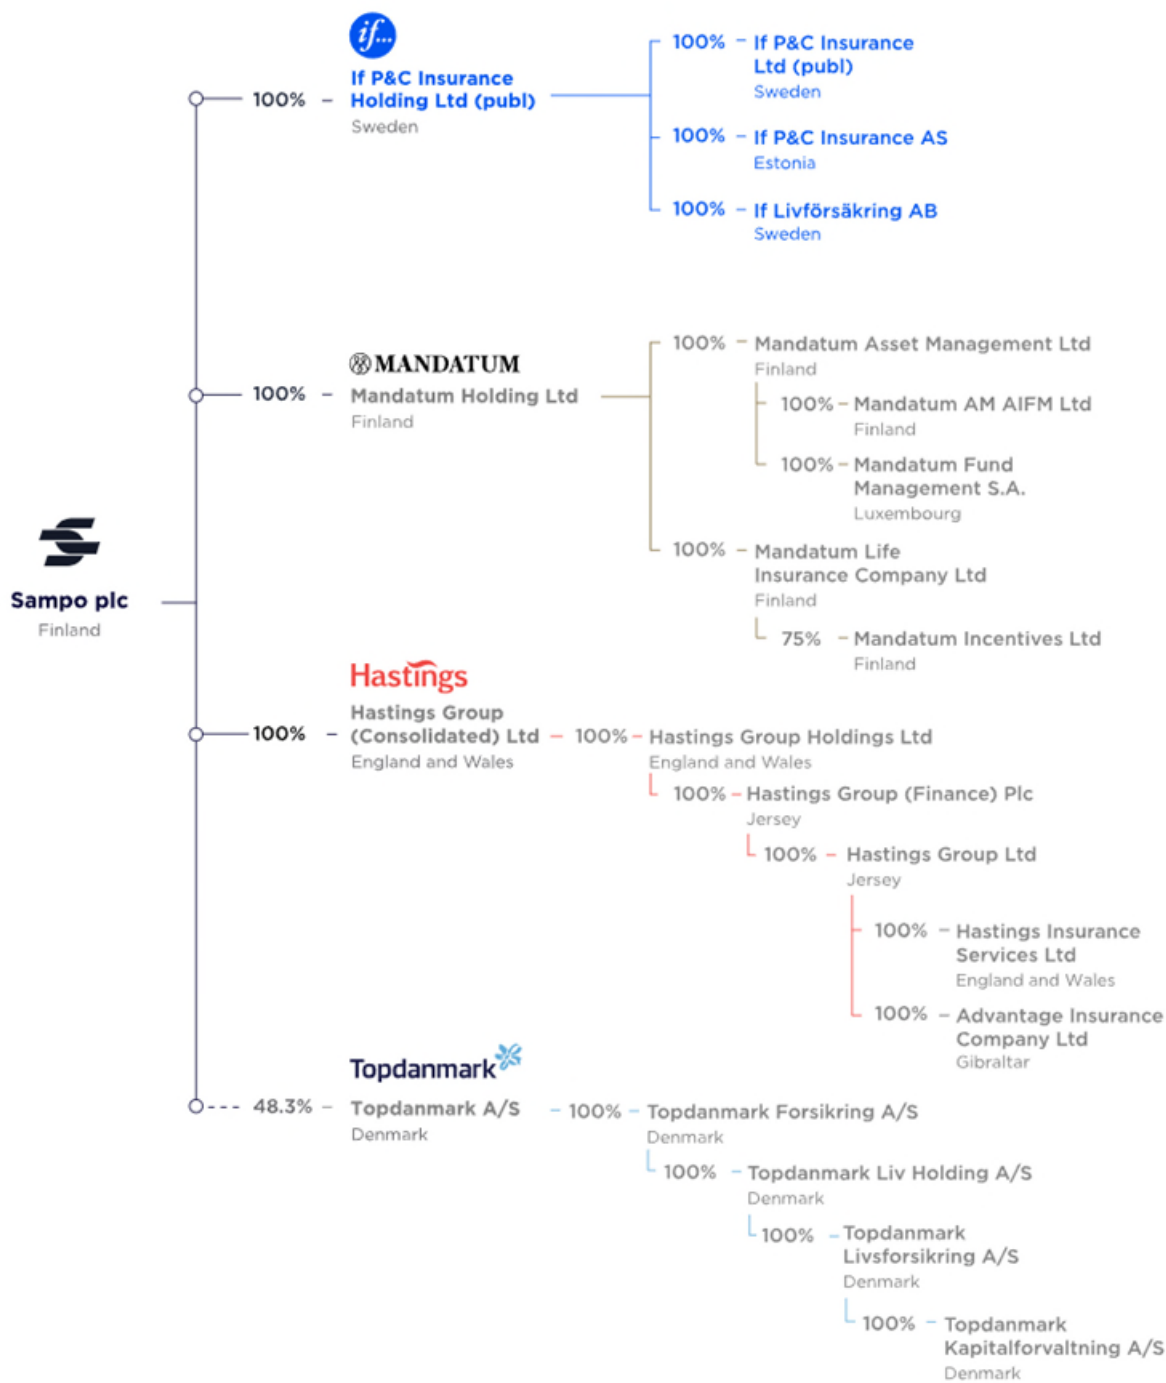 if...
100% – If P&C Insurance
Holding Ltd (publ)
Sweden
100% – If P&C Insurance
Ltd (publ)
Sweden
100% – If P&C Insurance AS
Estonia
100% – If Livförsäkring AB
Sweden
MANDATUM
100% – Mandatum Holding Ltd
Finland
100% – Mandatum Asset Management Ltd
Finland
100% – Mandatum AM AIFM Ltd
Finland
100% – Mandatum Fund
Management S.A.
Luxembourg
100% – Mandatum Life
Insurance Company Ltd
Finland
75% – Mandatum Incentives Ltd
Finland
Sampo plc
Finland
Hastings
100% – Hastings Group
(Consolidated) Ltd
England and Wales
100% – Hastings Group Holdings Ltd
England and Wales
100% – Hastings Group (Finance) Plc
Jersey
100% – Hastings Group Ltd
Jersey
100% – Hastings Insurance
Services Ltd
England and Wales
100% – Advantage Insurance
Company Ltd
Gibraltar
Topdanmark
48.3% – Topdanmark A/S
Denmark
100% – Topdanmark Forsikring A/S
Denmark
100% – Topdanmark Liv Holding A/S
Denmark
100% – Topdanmark
Livsforsikring A/S
Denmark
100% – Topdanmark
Kapitalforvaltning A/S
Denmark